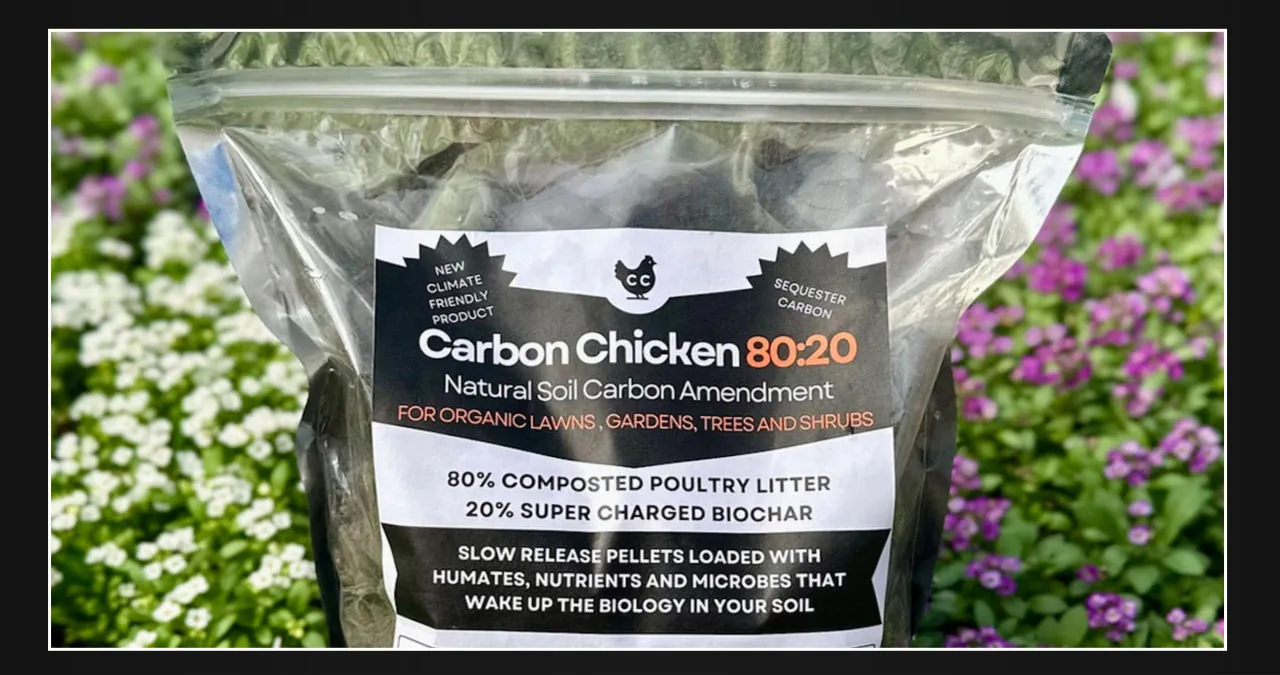 CC
NEW
CLIMATE
FRIENDLY
PRODUCT
SEQUESTER
CARBON
Carbon Chicken 80:20
Natural Soil Carbon Amendment
FOR ORGANIC LAWNS , GARDENS, TREES AND SHRUBS
80% COMPOSTED POULTRY LITTER
20% SUPER CHARGED BIOCHAR
SLOW RELEASE PELLETS LOADED WITH
HUMATES, NUTRIENTS AND MICROBES THAT
WAKE UP THE BIOLOGY IN YOUR SOIL